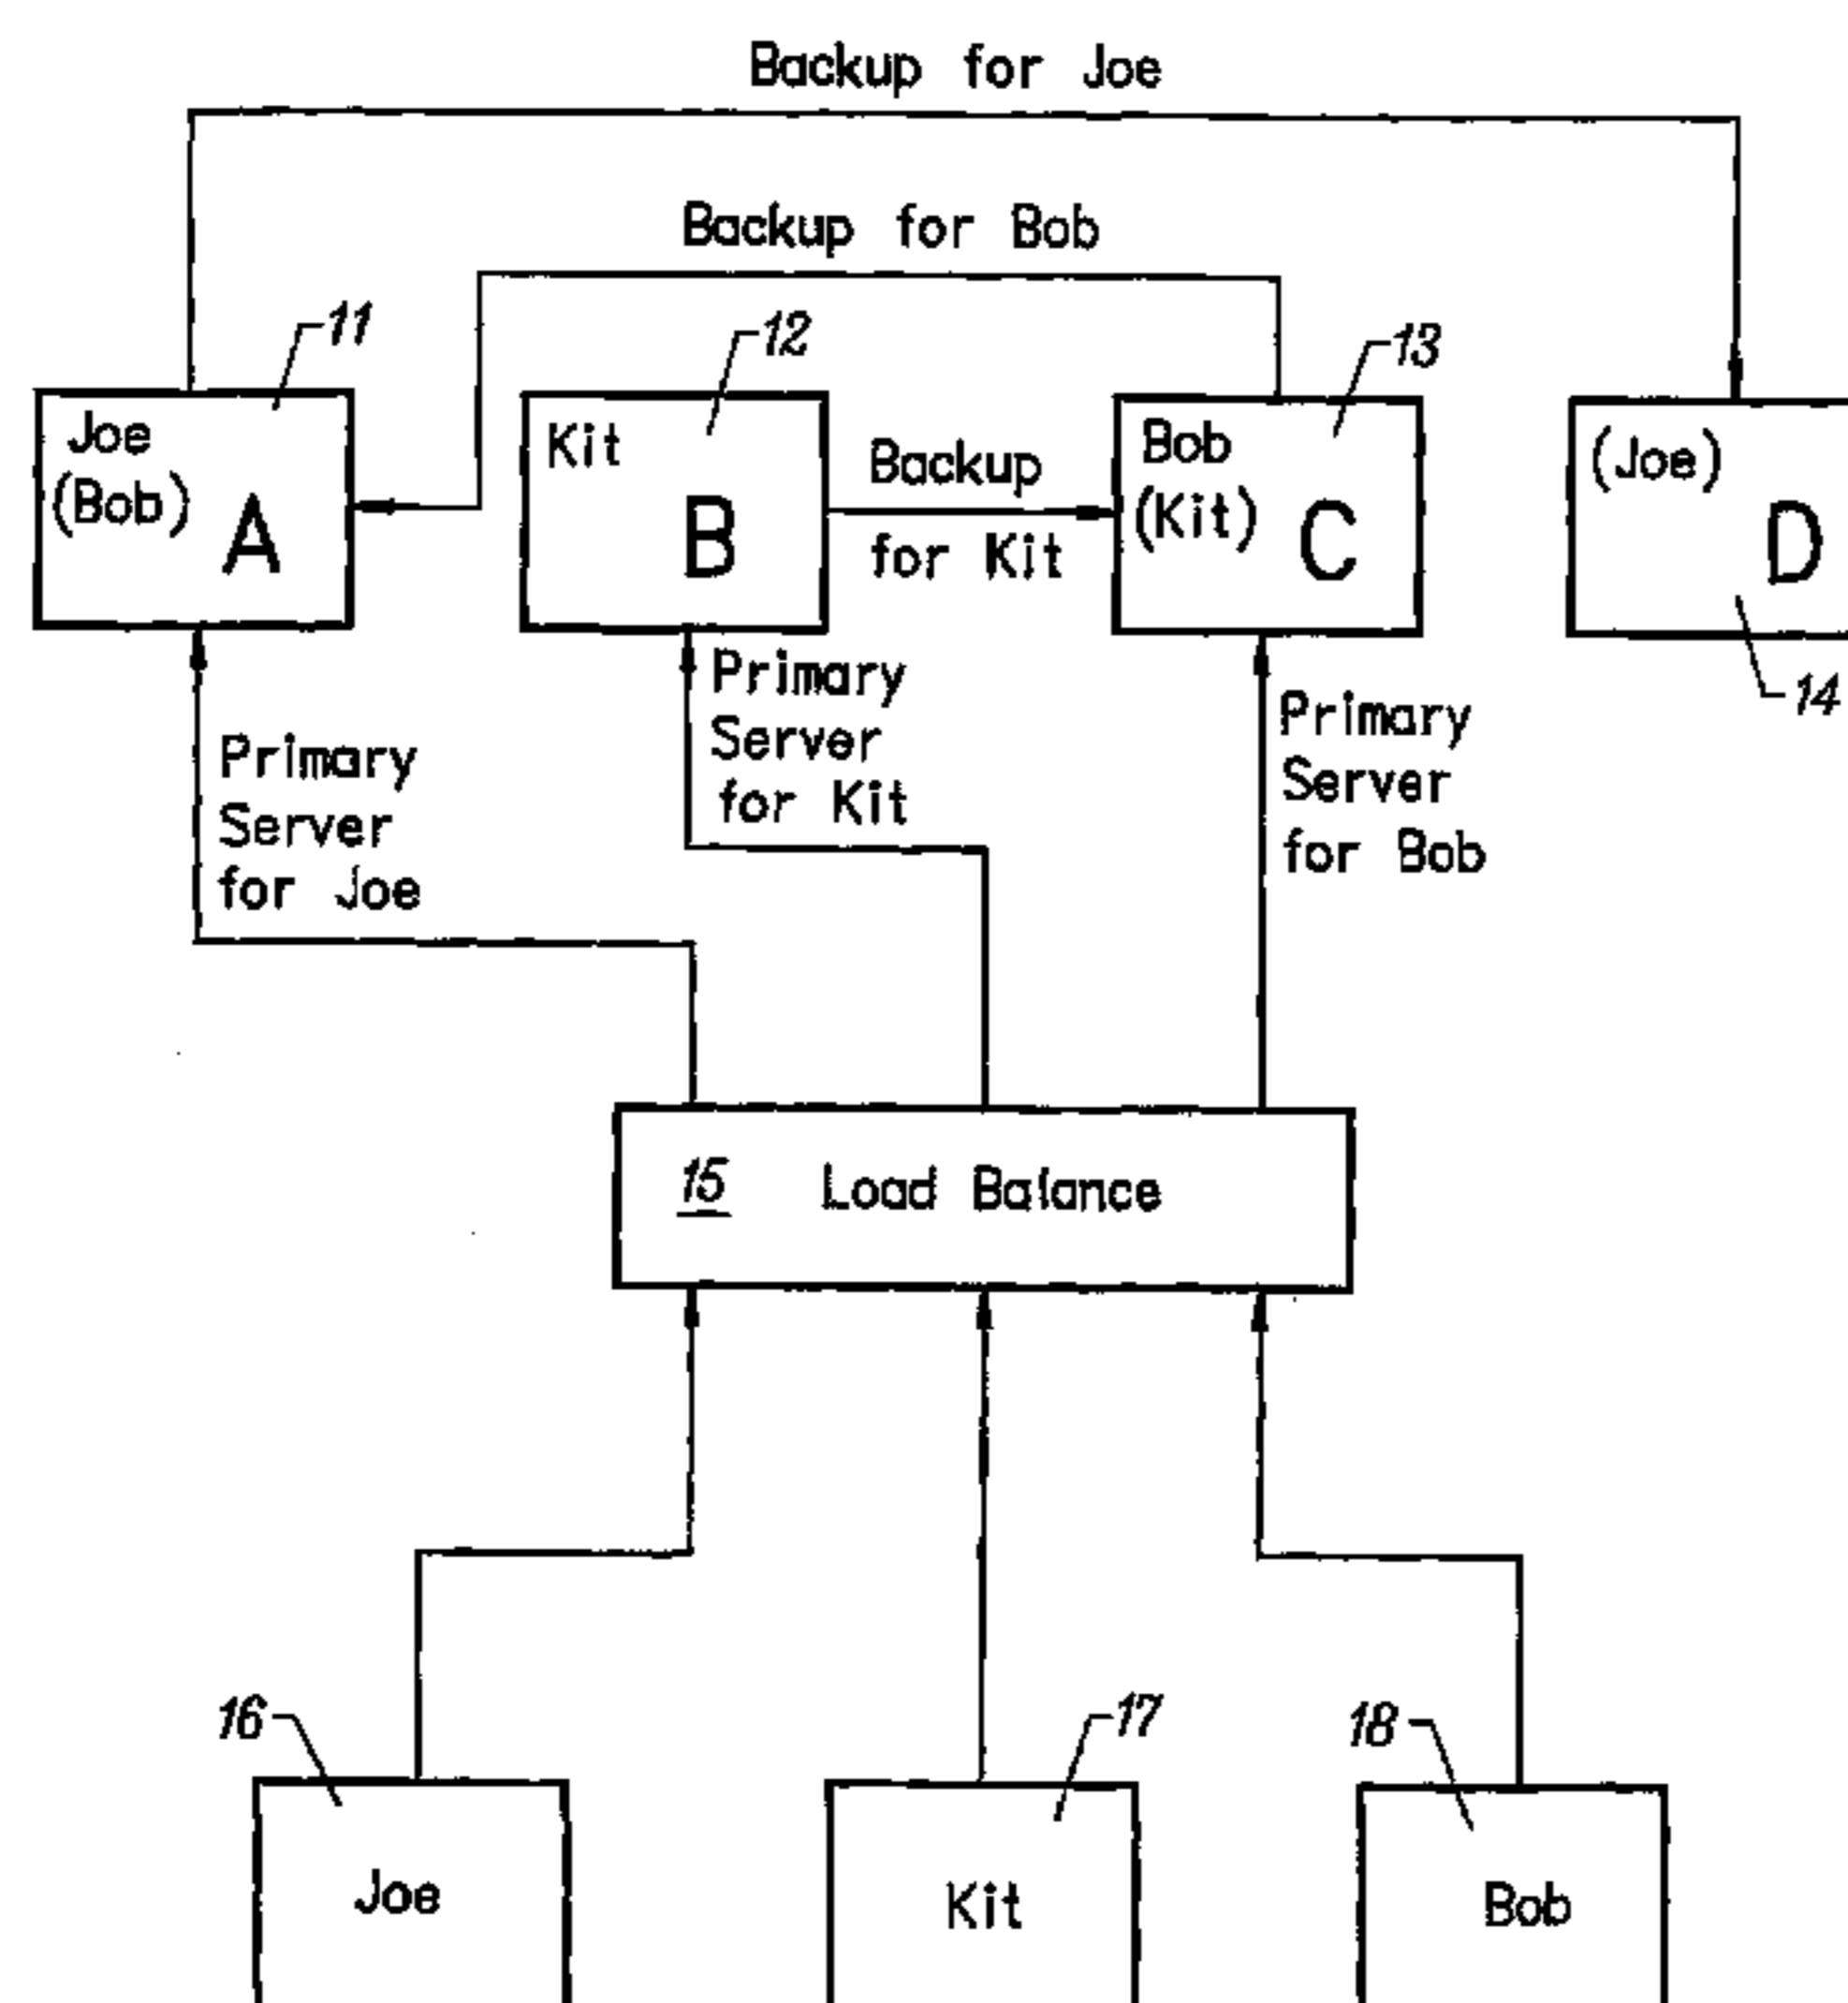 Backup for Joe
Backup for Bob
11
12
13
Joe
(Bob)
A
Kit
B
Backup
for Kit
Bob
(Kit)
C
(Joe)
D
14
Primary
Server
for Joe
Primary
Server
for Kit
Primary
Server
for Bob
15 Load Balance
16
17
18
Joe
Kit
Bob